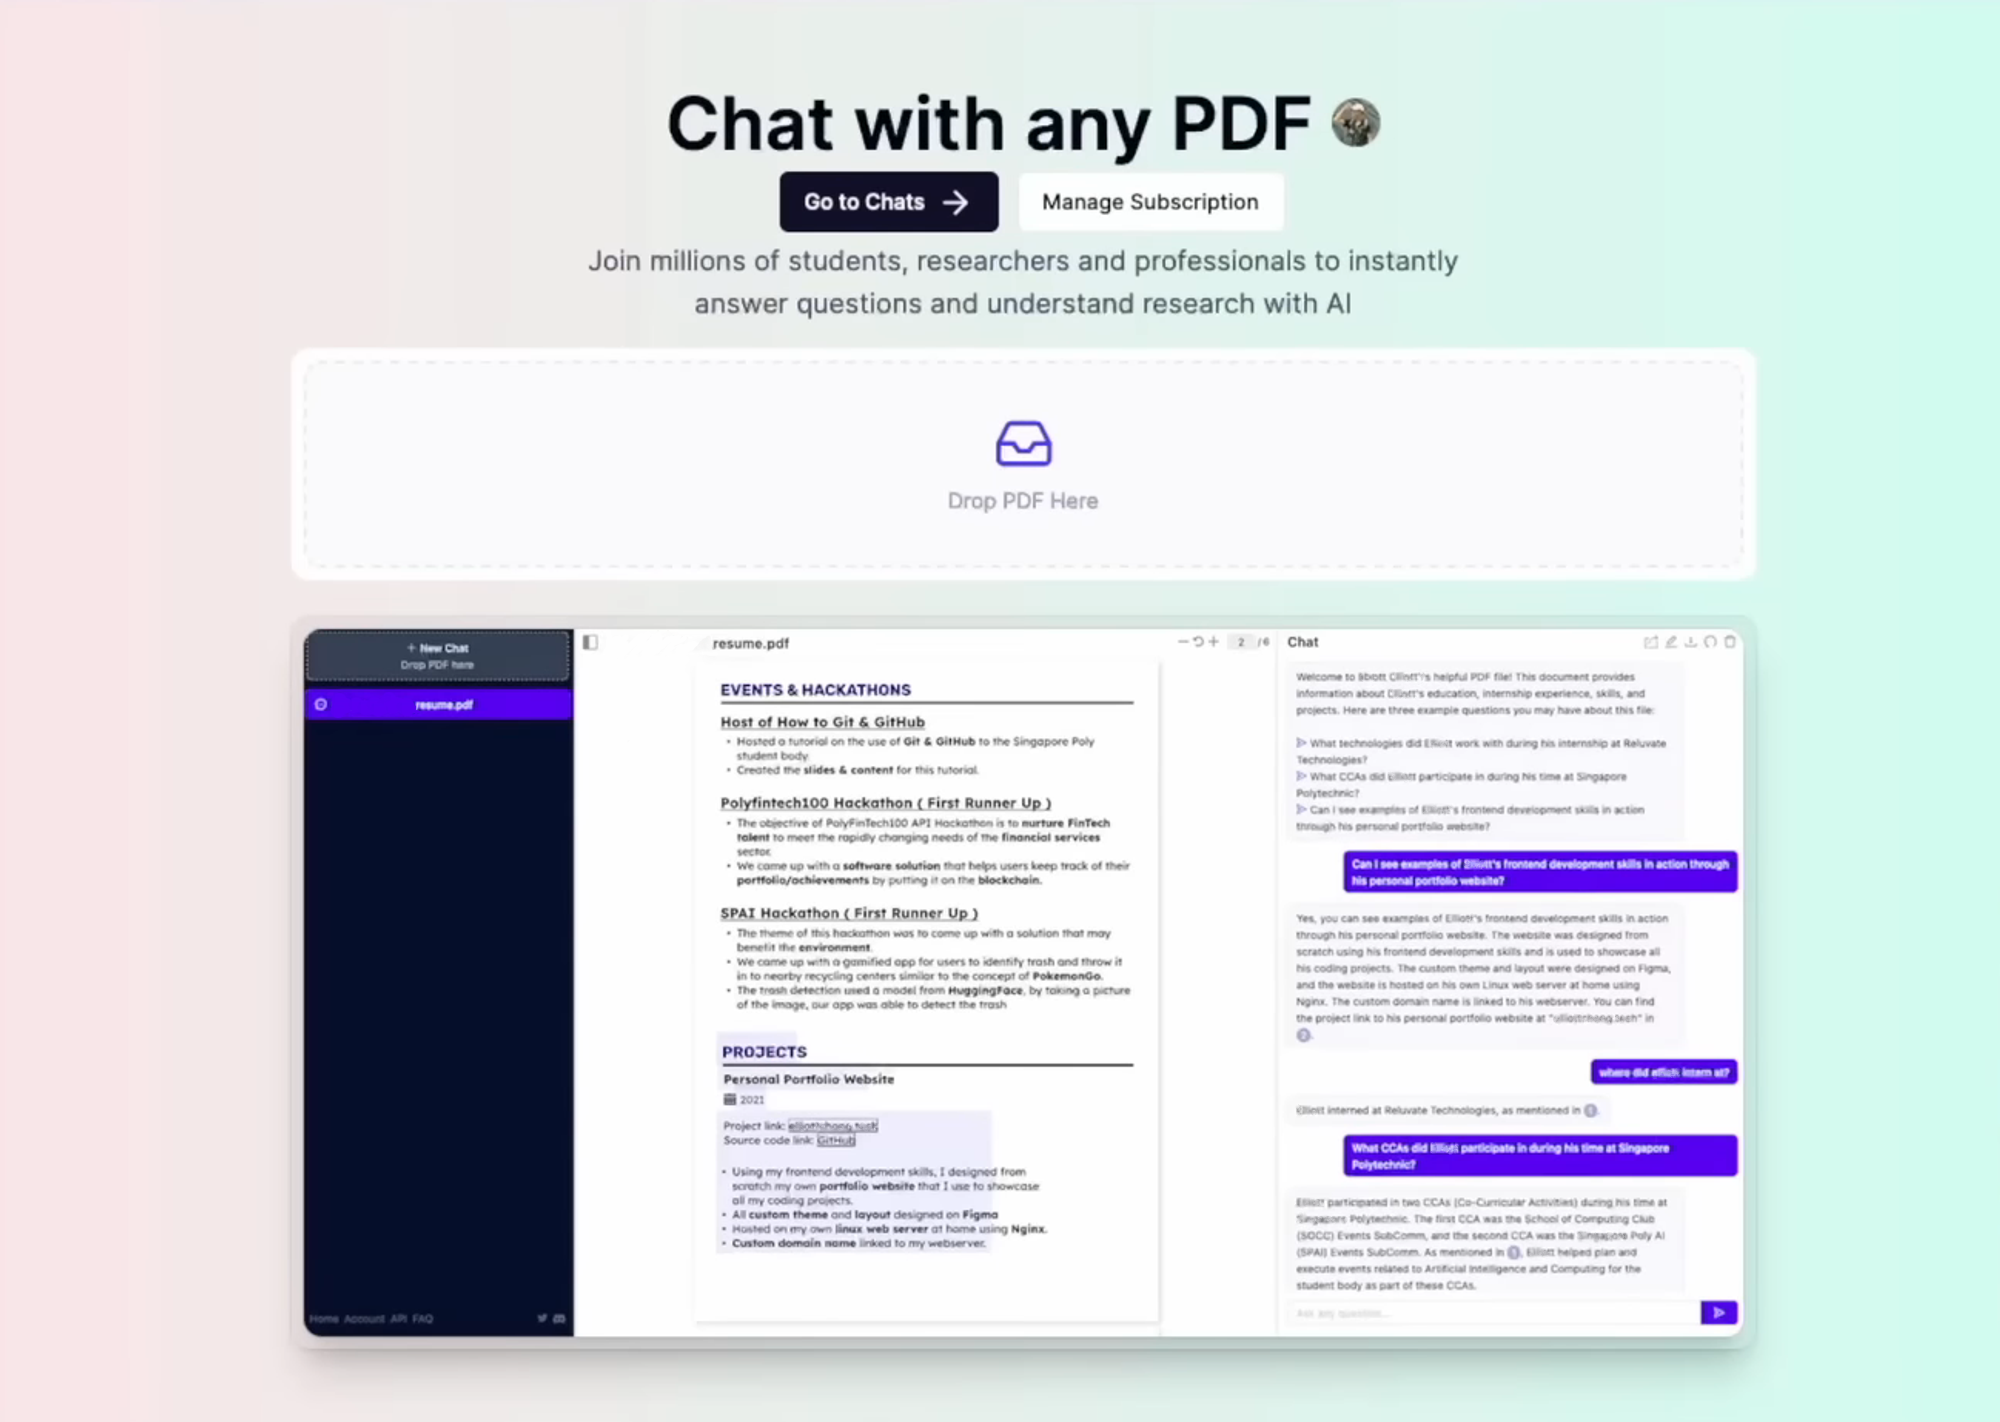 Chat with any PDF
Go to Chats
Manage Subscription
Join millions of students, researchers and professionals to instantly
answer questions and understand research with AI
Drop PDF Here
+ New Chat
Drop PDF here
resume.pdf
Home Account API FAQ
resume.pdf
2 /6
EVENTS & HACKATHONS
Host of How to Git & GitHub
• Hosted a tutorial on the use of Git & GitHub to the Singapore Poly
student body.
• Created the slides & content for this tutorial.
Polyfintech100 Hackathon ( First Runner Up )
• The objective of PolyFinTech100 API Hackathon is to nurture FinTech
talent to meet the rapidly changing needs of the financial services
sector.
• We came up with a software solution that helps users keep track of their
portfolio/achievements by putting it on the blockchain.
SPAI Hackathon ( First Runner Up )
• The theme of this hackathon was to come up with a solution that may
benefit the environment.
• We came up with a gamified app for users to identify trash and throw it
in to nearby recycling centers similar to the concept of PokemonGo.
• The trash detection used a model from HuggingFace, by taking a picture
of the image, our app was able to detect the trash
PROJECTS
Personal Portfolio Website
2021
Project link:
Source code link: GitHub
• Using my frontend development skills, I designed from
scratch my own portfolio website that I use to showcase
all my coding projects.
• All custom theme and layout designed on Figma
• Hosted on my own linux web server at home using Nginx.
• Custom domain name linked to my webserver.
Chat
Welcome to helpful PDF file! This document provides
information about education, internship experience, skills, and
projects. Here are three example questions you may have about this file:
What technologies did Elliott work with during his internship at Reluvate
Technologies?
What CCAs did Elliott participate in during his time at Singapore
Polytechnic?
Can I see examples of Elliott's frontend development skills in action
through his personal portfolio website?
Can I see examples of Elliott's frontend development skills in action through
his personal portfolio website?
Yes, you can see examples of Elliott's frontend development skills in action
through his personal portfolio website. The website was designed from
scratch using his frontend development skills and is used to showcase all
his coding projects. The custom theme and layout were designed on Figma,
and the website is hosted on his own Linux web server at home using
Nginx. The custom domain name is linked to his webserver. You can find
the project link to his personal portfolio website at in
2.
where did elliott intern at?
Elliott interned at Reluvate Technologies, as mentioned in 1.
What CCAs did Elliott participate in during his time at Singapore
Polytechnic?
Elliott participated in two CCAs (Co-Curricular Activities) during his time at
Singapore Polytechnic. The first CCA was the School of Computing Club
(SOCC) Events SubComm, and the second CCA was the Singapore Poly AI
(SPAI) Events SubComm. As mentioned in 1, Elliott helped plan and
execute events related to Artificial Intelligence and Computing for the
student body as part of these CCAs.
Ask any question...